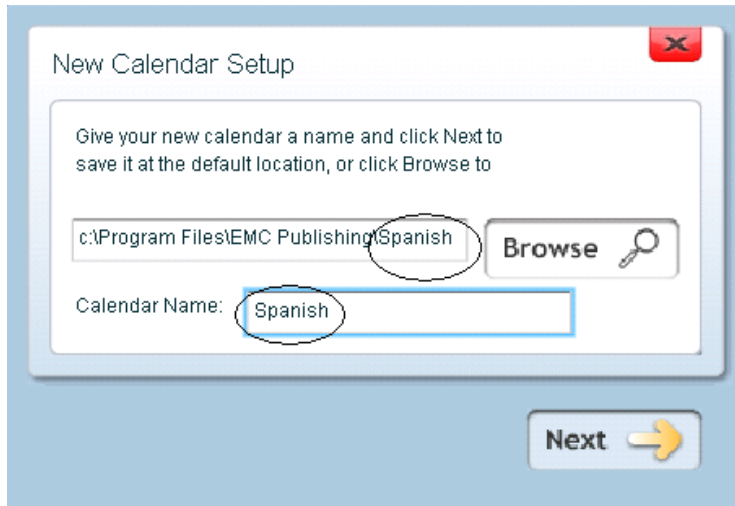 New Calendar Setup
Give your new calendar a name and click Next to
save it at the default location, or click Browse to
c:\Program Files\EMC Publishing\Spanish
Browse
Calendar Name:
Spanish
Next